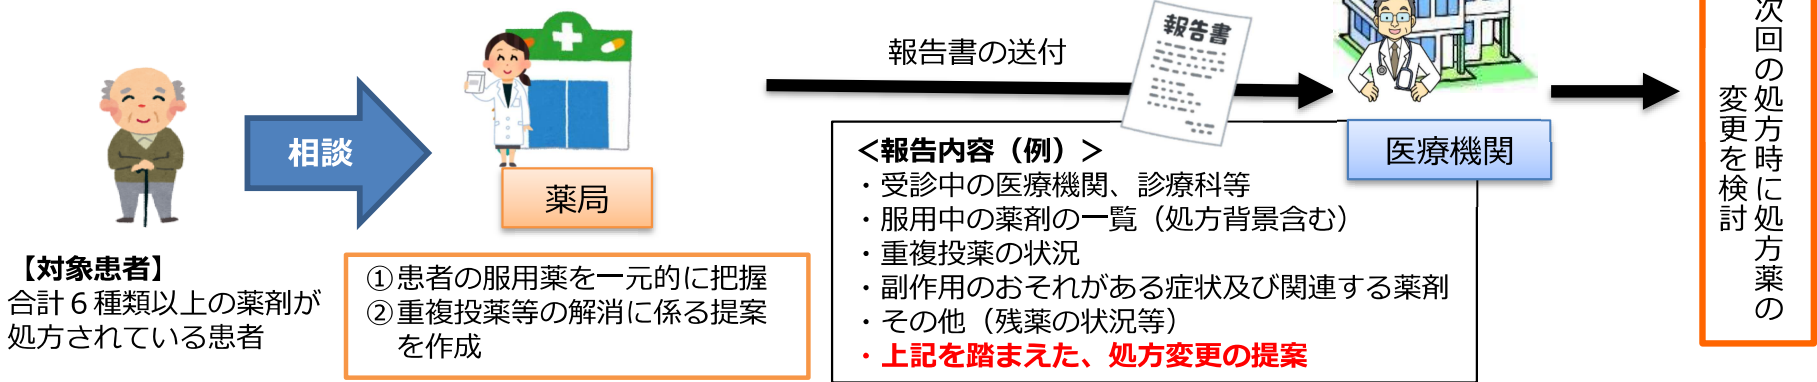 相談
薬局
【対象患者】
合計６種類以上の薬剤が
処方されている患者
①患者の服用薬を一元的に把握
②重複投薬等の解消に係る提案
を作成
報告書の送付
報告書
医療機関
＜報告内容（例）＞
・受診中の医療機関、診療科等
・服用中の薬剤の一覧（処方背景含む）
・重複投薬の状況
・副作用のおそれがある症状及び関連する薬剤
・その他（残薬の状況等）
・上記を踏まえた、処方変更の提案
次回の処方時に処方薬の
変更を検討